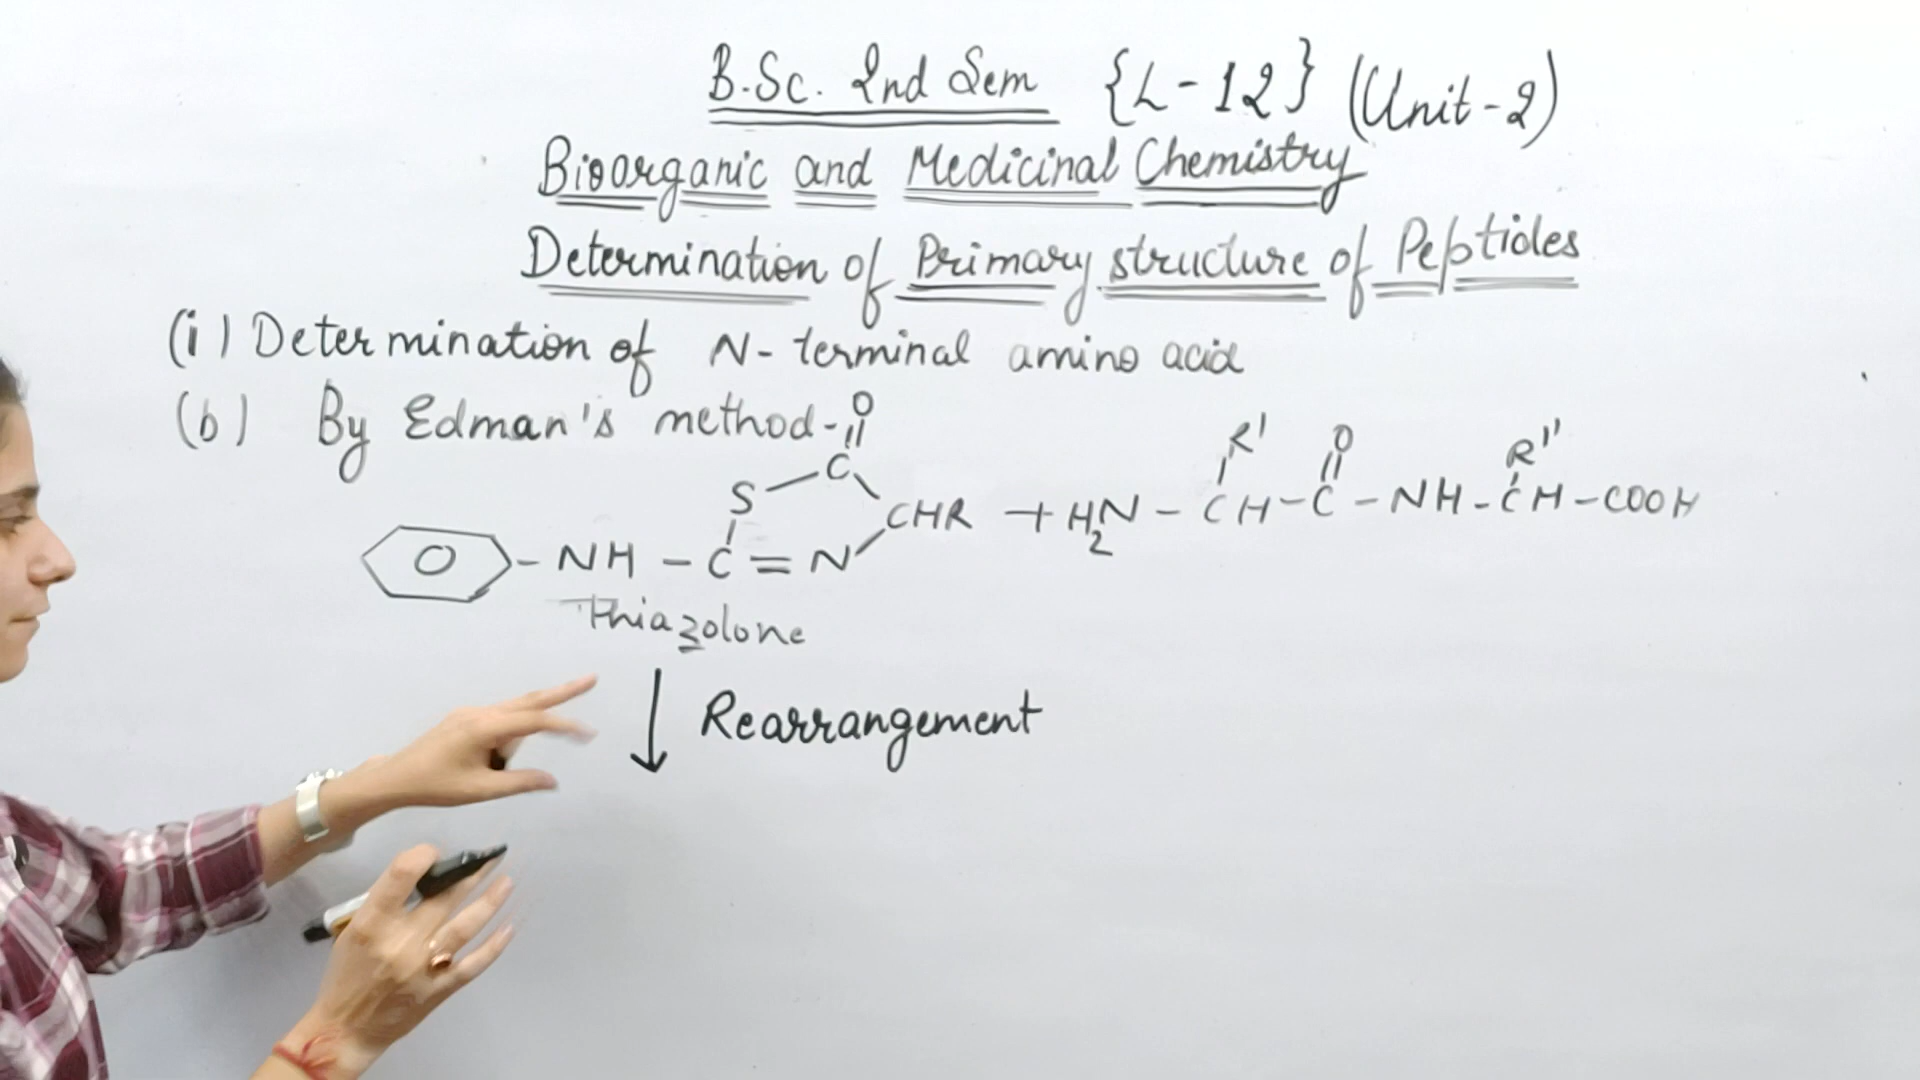 B.Sc. 2nd Sem {L-12} (Unit-2)
Bioorganic and Medicinal Chemistry
Determination of Primary structure of Peptides
(i) Determination of N-terminal amino acid
(b) By Edman's method-
O
R' O R''
S C
CHR + H2N - CH - C - NH - CH - COOH
O - NH - C = N
Thiazolone
Rearrangement